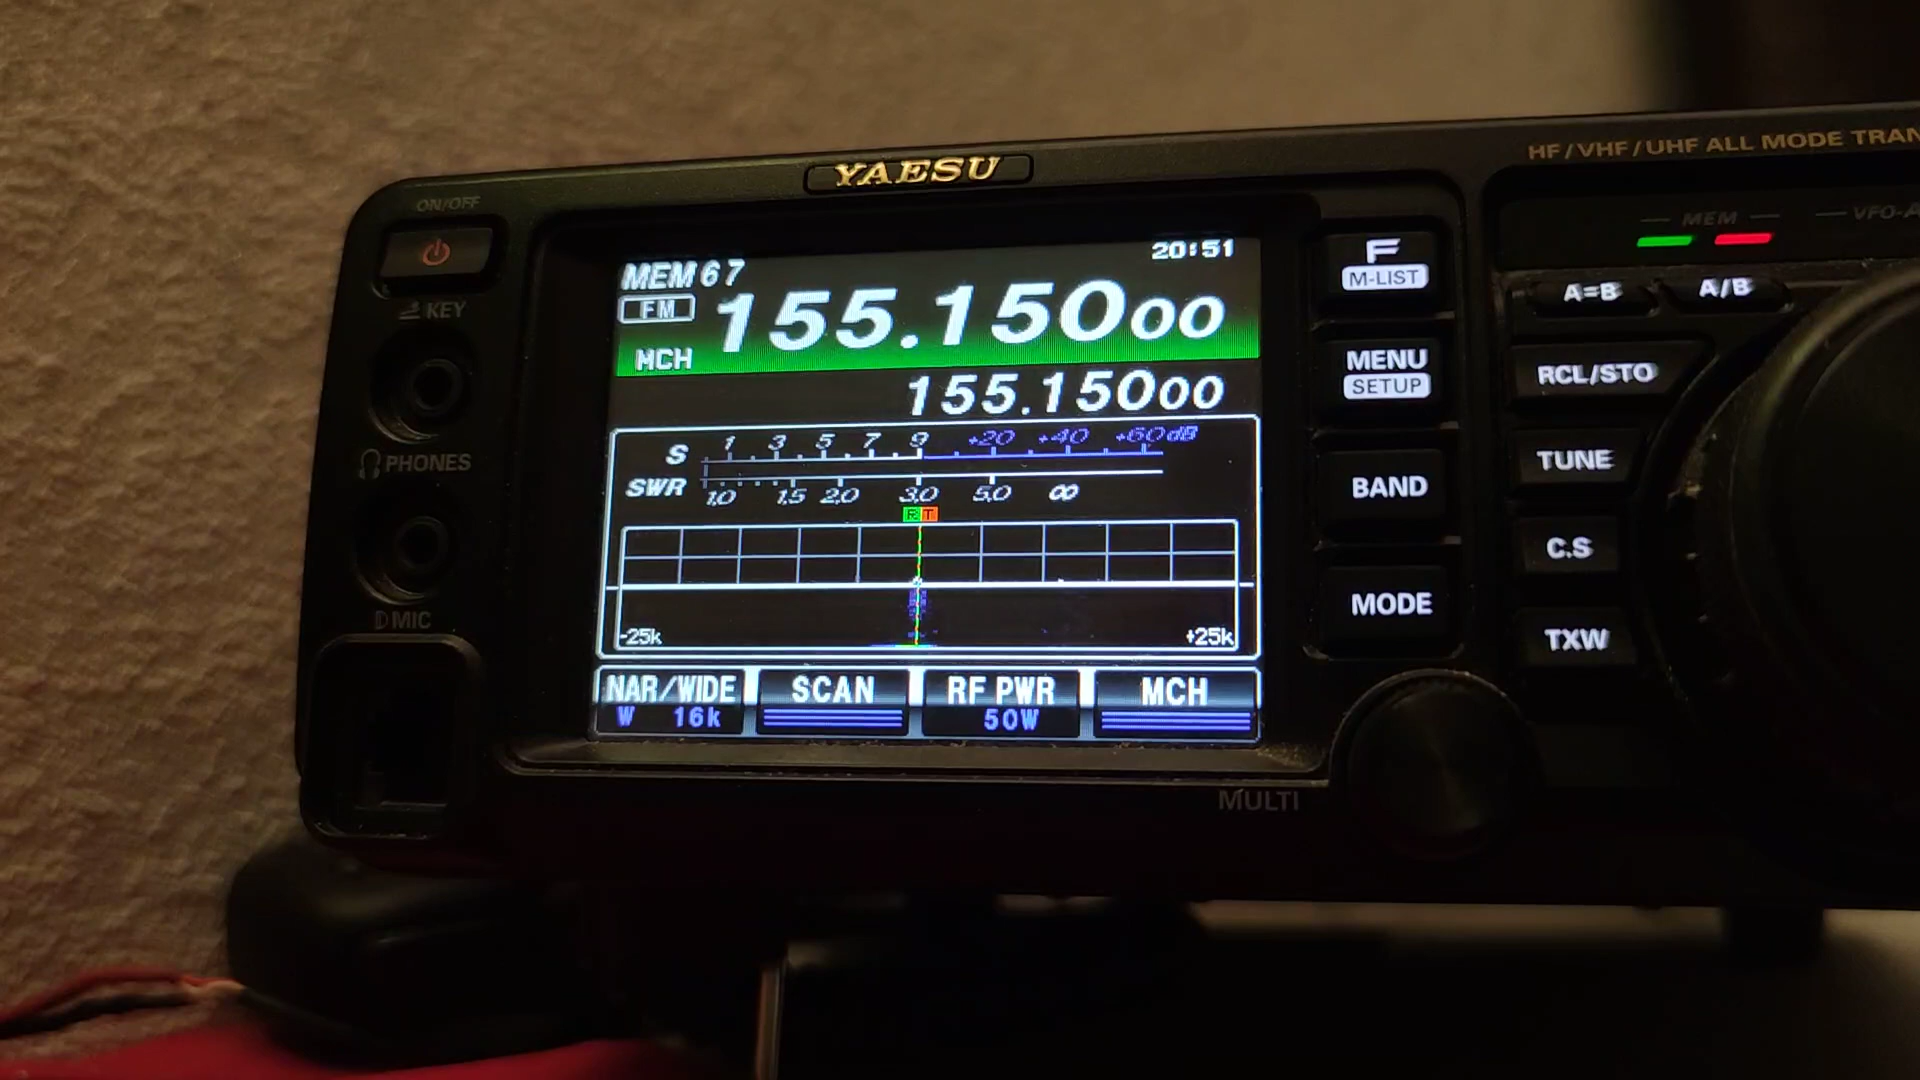 YAESU
HF/VHF/UHF ALL MODE TRAN
ON/OFF
KEY
PHONES
MIC
20:51
MEM 67
FM
155.15000
MCH
155.15000
S 1 3 5 7 9 +20 +40 +60dB
SWR 1.0 1.5 2.0 3.0 5.0 ∞
R T
-25k +25k
NAR/WIDE SCAN RF PWR MCH
W 16k 50W
MULTI
F
M-LIST
MENU
SETUP
BAND
MODE
MEM VFO-A
A=B A/B
RCL/STO
TUNE
C.S
TXW